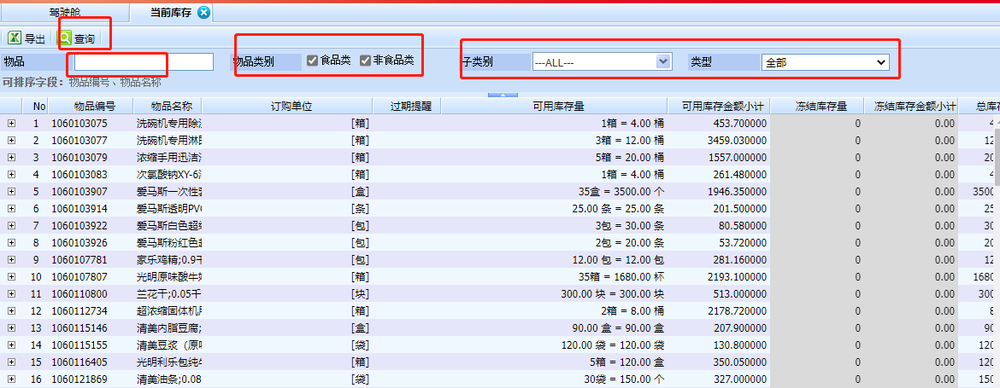 驾驶舱 当前库存
导出 查询
物品 物品类别 食品类 非食品类 子类别 ---ALL--- 类型 全部
可排序字段：物品编号、物品名称
No 物品编号 物品名称 订购单位 过期提醒 可用库存量 可用库存金额小计 冻结库存量 冻结库存金额小计 总库存
1 1060103075 洗碗机专用除 [箱] 1箱 = 4.00 桶 453.700000 0 0.00 4
2 1060103077 洗碗机专用淋 [箱] 3箱 = 12.00 桶 3459.030000 0 0.00 12
3 1060103079 浓缩手用迅洁 [箱] 5箱 = 20.00 桶 1557.000000 0 0.00 20
4 1060103083 次氯酸钠XY-6 [箱] 1箱 = 4.00 桶 261.480000 0 0.00 4
5 1060103907 爱马斯一次性 [盒] 35盒 = 3500.00 个 1946.350000 0 0.00 3500
6 1060103914 爱马斯透明PV [条] 25.00 条 = 25.00 条 201.500000 0 0.00 25
7 1060103922 爱马斯白色超 [包] 3包 = 30.00 条 80.580000 0 0.00 30
8 1060103926 爱马斯粉红色 [包] 2包 = 20.00 条 53.720000 0 0.00 20
9 1060107781 家乐鸡精;0.9千 [包] 12.00 包 = 12.00 包 281.160000 0 0.00 12
10 1060107807 光明原味酸牛 [箱] 35箱 = 1680.00 杯 2193.100000 0 0.00 1680
11 1060110800 兰花干;0.05千 [块] 300.00 块 = 300.00 块 513.000000 0 0.00 300
12 1060112734 超浓缩固体机 [箱] 2箱 = 8.00 桶 2178.720000 0 0.00 8
13 1060115146 清美内脂豆腐; [盒] 90.00 盒 = 90.00 盒 207.900000 0 0.00 90
14 1060115155 清美豆浆（原 [袋] 120.00 袋 = 120.00 袋 130.800000 0 0.00 120
15 1060116405 光明利乐包纯 [箱] 5箱 = 120.00 盒 350.050000 0 0.00 120
16 1060121869 清美油条;0.08 [袋] 30袋 = 150.00 个 327.000000 0 0.00 150